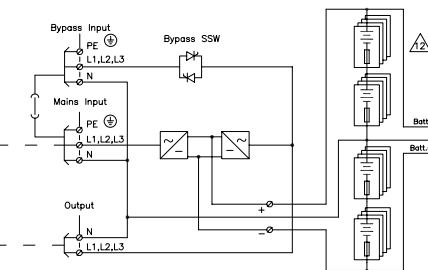 Bypass Input
PE
L1,L2,L3
N
Bypass SSW
Mains Input
PE
L1,L2,L3
N
Output
N
L1,L2,L3
+
−
12
Batt
Batt.